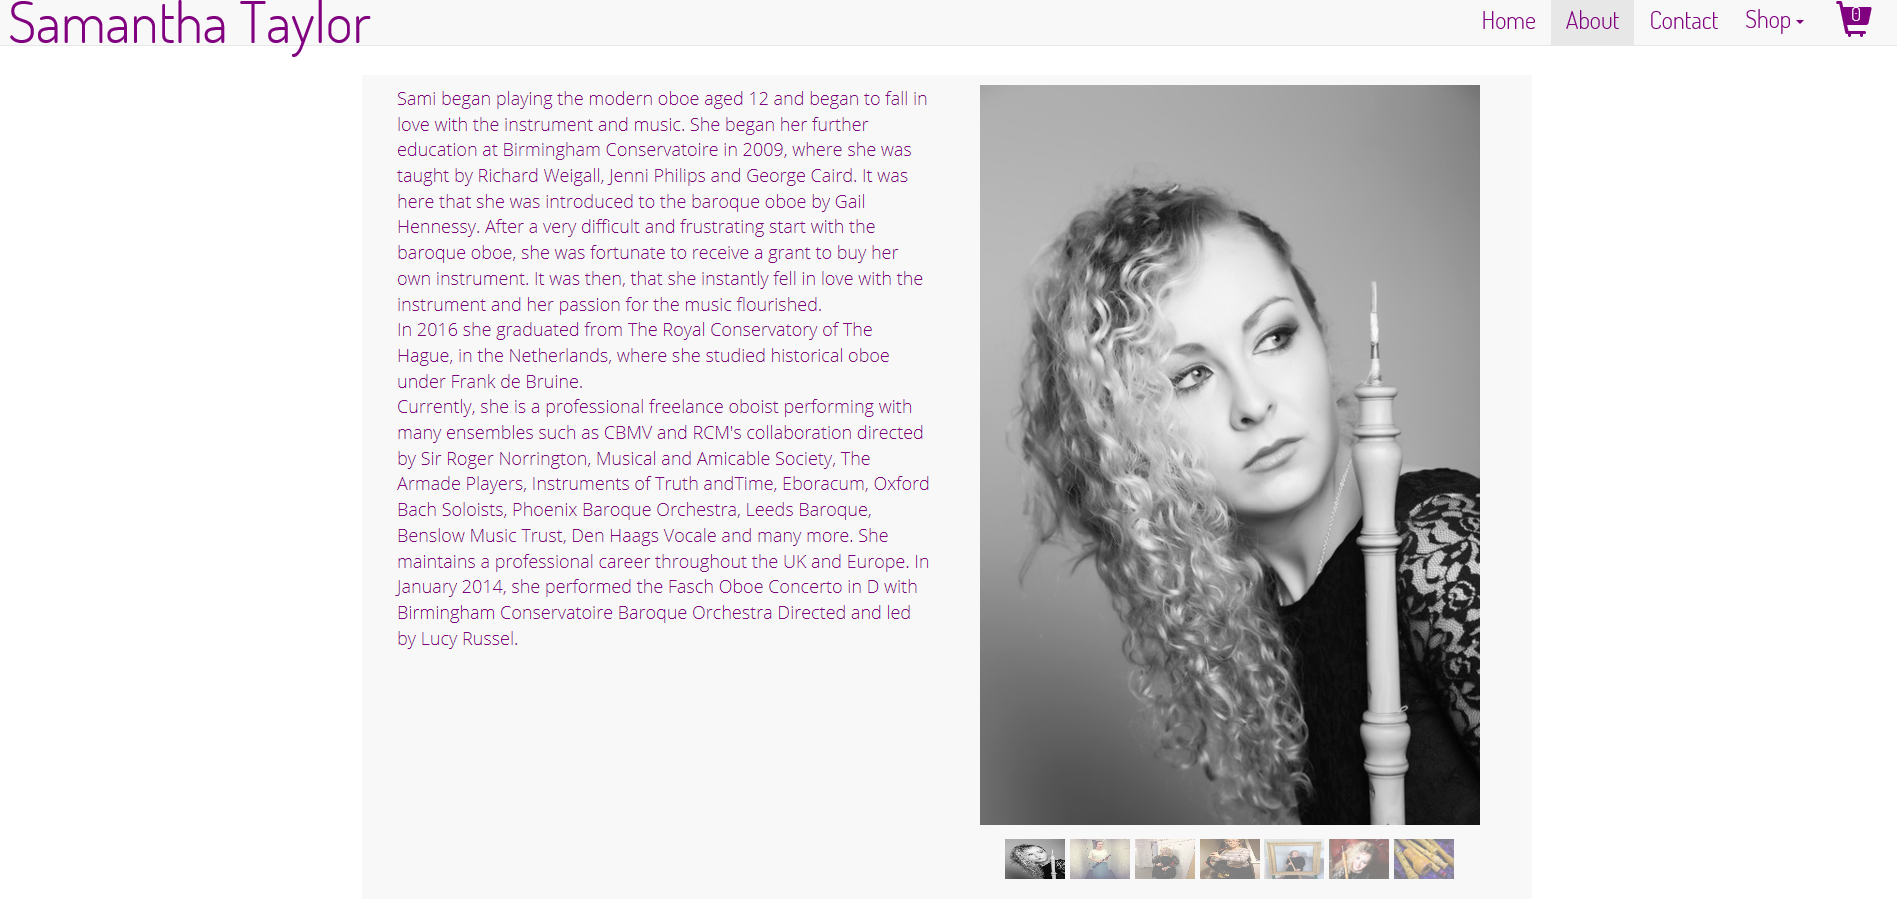 Samantha Taylor
Home About Contact Shop 0
Sami began playing the modern oboe aged 12 and began to fall in
love with the instrument and music. She began her further
education at Birmingham Conservatoire in 2009, where she was
taught by Richard Weigall, Jenni Philips and George Caird. It was
here that she was introduced to the baroque oboe by Gail
Hennessy. After a very difficult and frustrating start with the
baroque oboe, she was fortunate to receive a grant to buy her
own instrument. It was then, that she instantly fell in love with the
instrument and her passion for the music flourished.
In 2016 she graduated from The Royal Conservatory of The
Hague, in the Netherlands, where she studied historical oboe
under Frank de Bruine.
Currently, she is a professional freelance oboist performing with
many ensembles such as CBMV and RCM's collaboration directed
by Sir Roger Norrington, Musical and Amicable Society, The
Armade Players, Instruments of Truth andTime, Eboracum, Oxford
Bach Soloists, Phoenix Baroque Orchestra, Leeds Baroque,
Benslow Music Trust, Den Haags Vocale and many more. She
maintains a professional career throughout the UK and Europe. In
January 2014, she performed the Fasch Oboe Concerto in D with
Birmingham Conservatoire Baroque Orchestra Directed and led
by Lucy Russel.